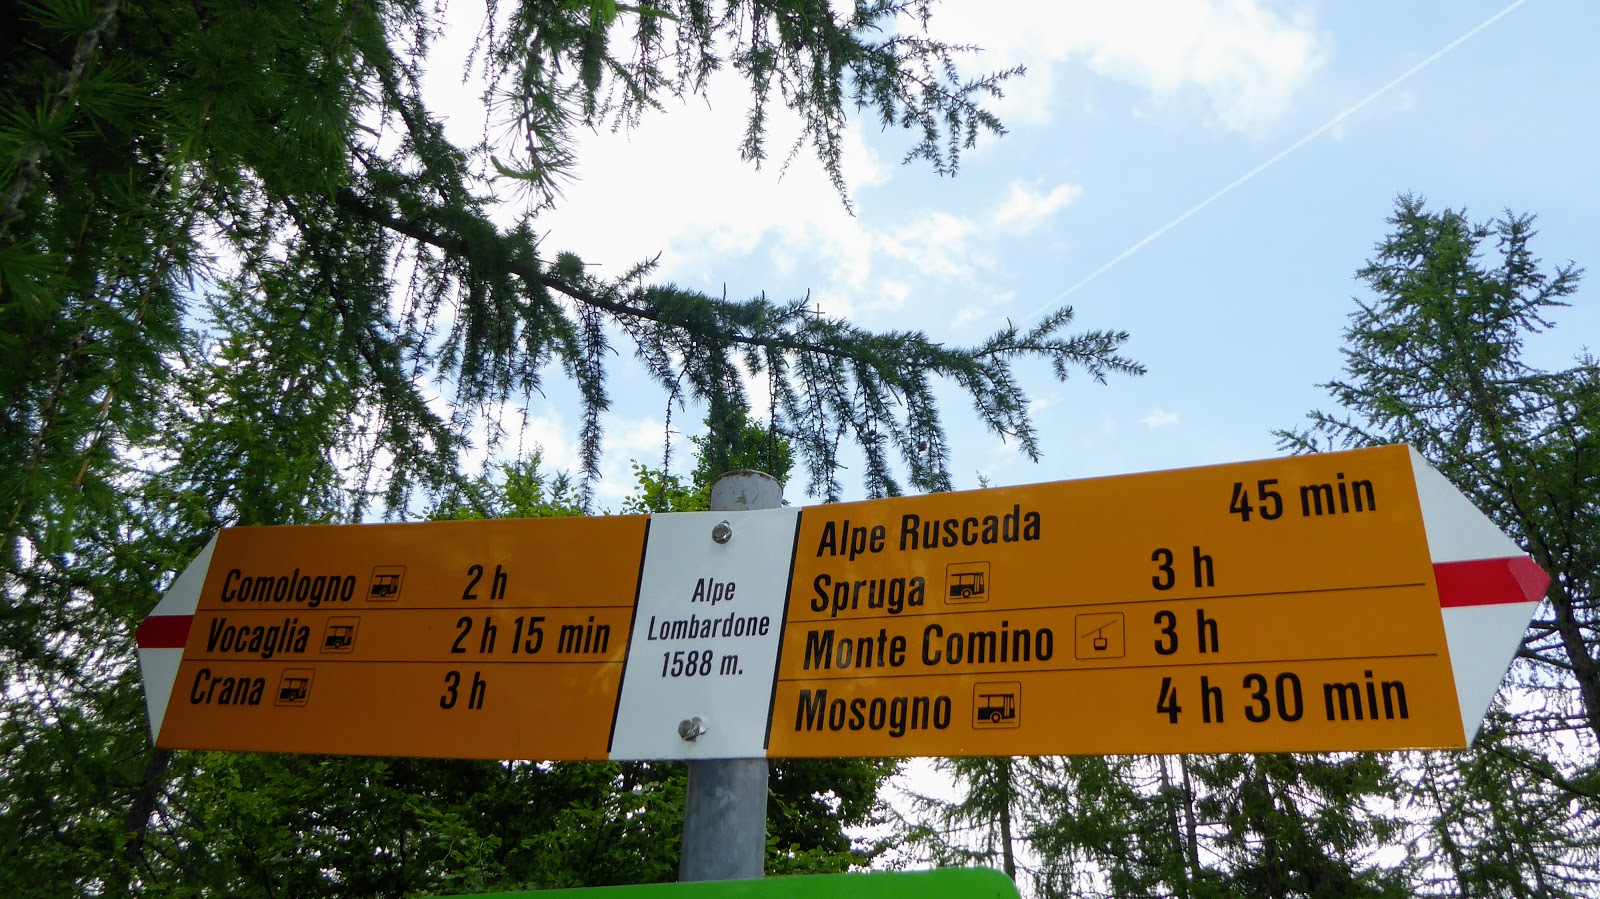 Comologno 2 h
Vocaglia 2 h 15 min
Crana 3 h
Alpe
Lombardone
1588 m.
Alpe Ruscada 45 min
Spruga 3 h
Monte Comino 3 h
Mosogno 4 h 30 min